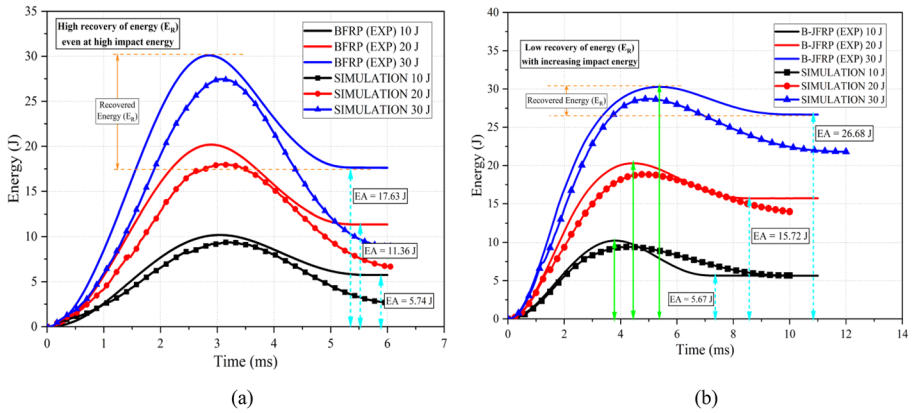 (a)
High recovery of energy (ER)
even at high impact energy
BFRP (EXP) 10 J
BFRP (EXP) 20 J
BFRP (EXP) 30 J
SIMULATION 10 J
SIMULATION 20 J
SIMULATION 30 J
Recovered
Energy (ER)
EA = 17.63 J
EA = 11.36 J
EA = 5.74 J
Energy (J)
35
30
25
20
15
10
5
0
0 1 2 3 4 5 6 7
Time (ms)
(b)
Low recovery of energy (ER)
with increasing impact energy
B-JFRP (EXP) 10 J
B-JFRP (EXP) 20 J
B-JFRP (EXP) 30 J
SIMULATION 10 J
SIMULATION 20 J
SIMULATION 30 J
Recovered Energy (ER)
EA = 26.68 J
EA = 15.72 J
EA = 5.67 J
Energy (J)
40
35
30
25
20
15
10
5
0
0 2 4 6 8 10 12 14
Time (ms)
(a)
(b)